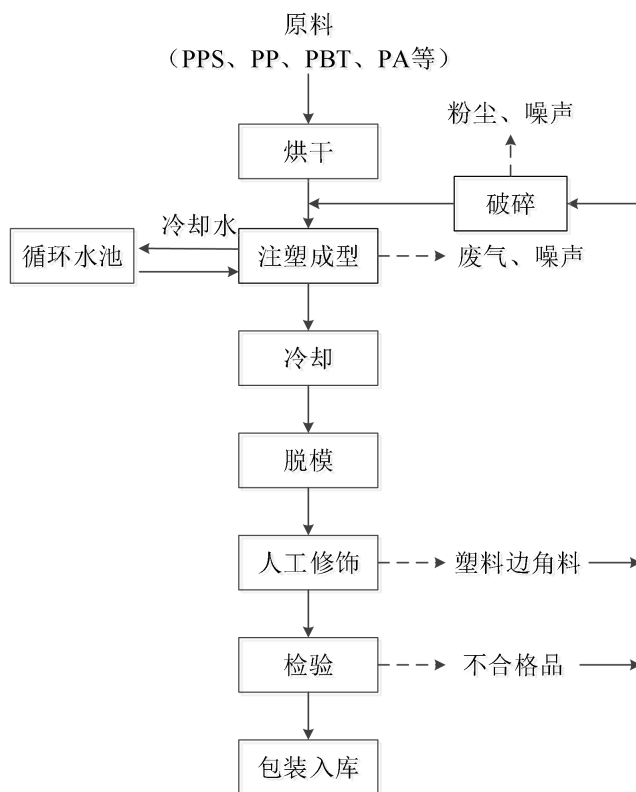 原料
（PPS、PP、PBT、PA等）
粉尘、噪声
烘干
破碎
冷却水
循环水池
注塑成型
废气、噪声
冷却
脱模
人工修饰
塑料边角料
检验
不合格品
包装入库